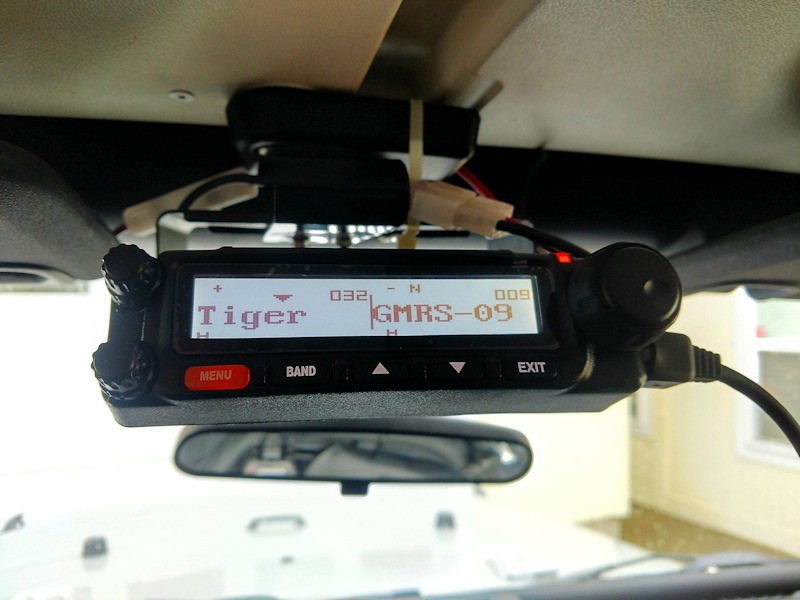 + 032 - N 009
Tiger GMRS-09
H H
MENU BAND ▲ ▼ EXIT